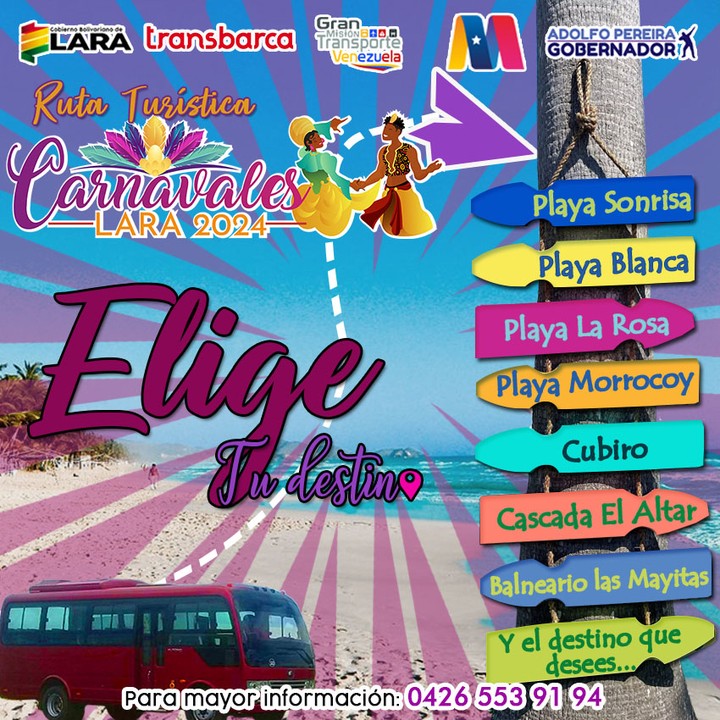 Gobierno Bolivariano de
LARA
transbarca
Gran
Misión
Transporte
Venezuela
ADOLFO PEREIRA
GOBERNADOR
Ruta Turística
Carnavales
LARA 2024
Playa Sonrisa
Playa Blanca
Playa La Rosa
Playa Morrocoy
Cubiro
Cascada El Altar
Balneario las Mayitas
Y el destino que
desees...
Elige
Tu destino
Para mayor información: 0426 553 91 94